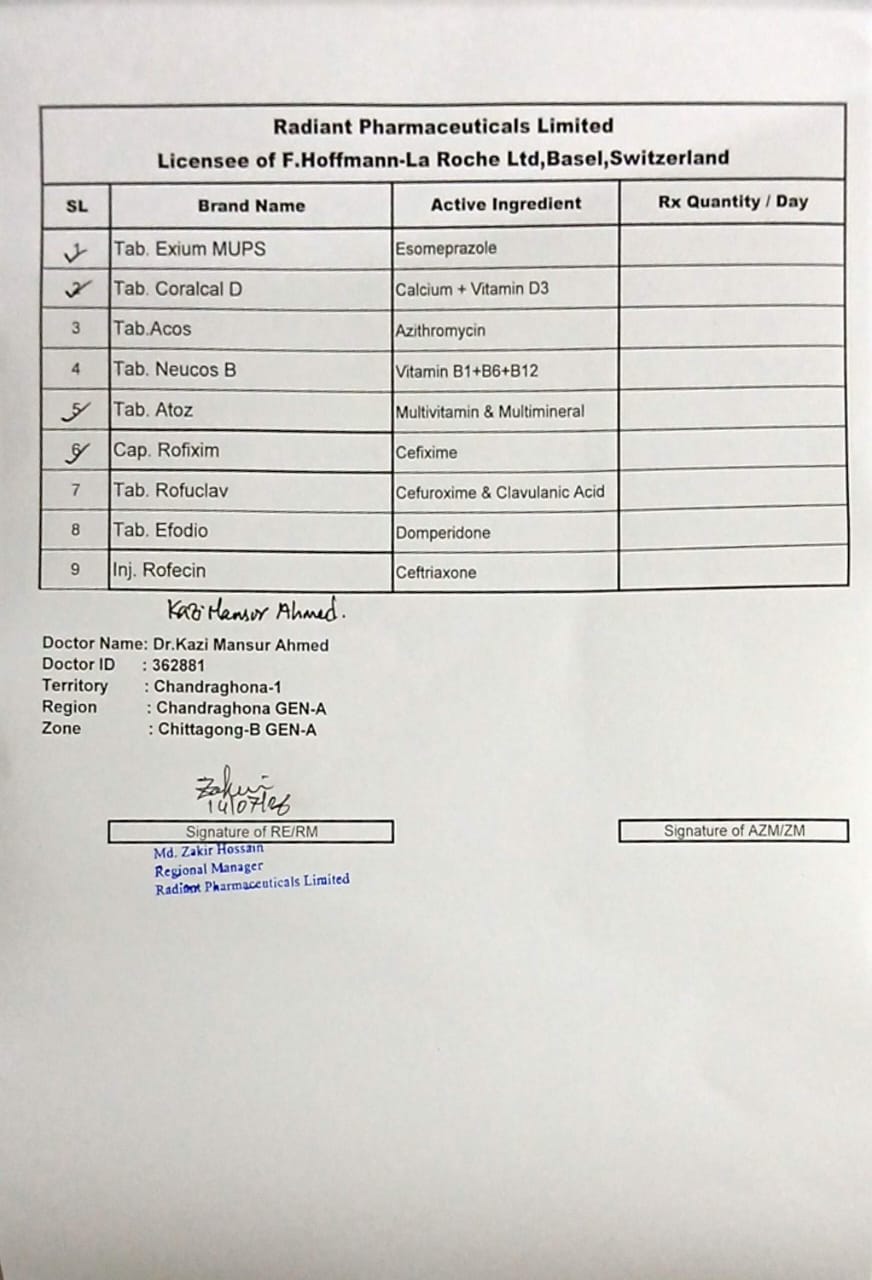 Radiant Pharmaceuticals Limited
Licensee of F.Hoffmann-La Roche Ltd,Basel,Switzerland
SL Brand Name Active Ingredient Rx Quantity / Day
1 Tab. Exium MUPS Esomeprazole
2 Tab. Coralcal D Calcium + Vitamin D3
3 Tab.Acos Azithromycin
4 Tab. Neucos B Vitamin B1+B6+B12
5 Tab. Atoz Multivitamin & Multimineral
6 Cap. Rofixim Cefixime
7 Tab. Rofuclav Cefuroxime & Clavulanic Acid
8 Tab. Efodio Domperidone
9 Inj. Rofecin Ceftriaxone
Kazi Mansur Ahmed.
Doctor Name: Dr.Kazi Mansur Ahmed
Doctor ID : 362881
Territory : Chandraghona-1
Region : Chandraghona GEN-A
Zone : Chittagong-B GEN-A
Zakir
14/07/26
Signature of RE/RM Signature of AZM/ZM
Md. Zakir Hossain
Regional Manager
Radiant Pharmaceuticals Limited